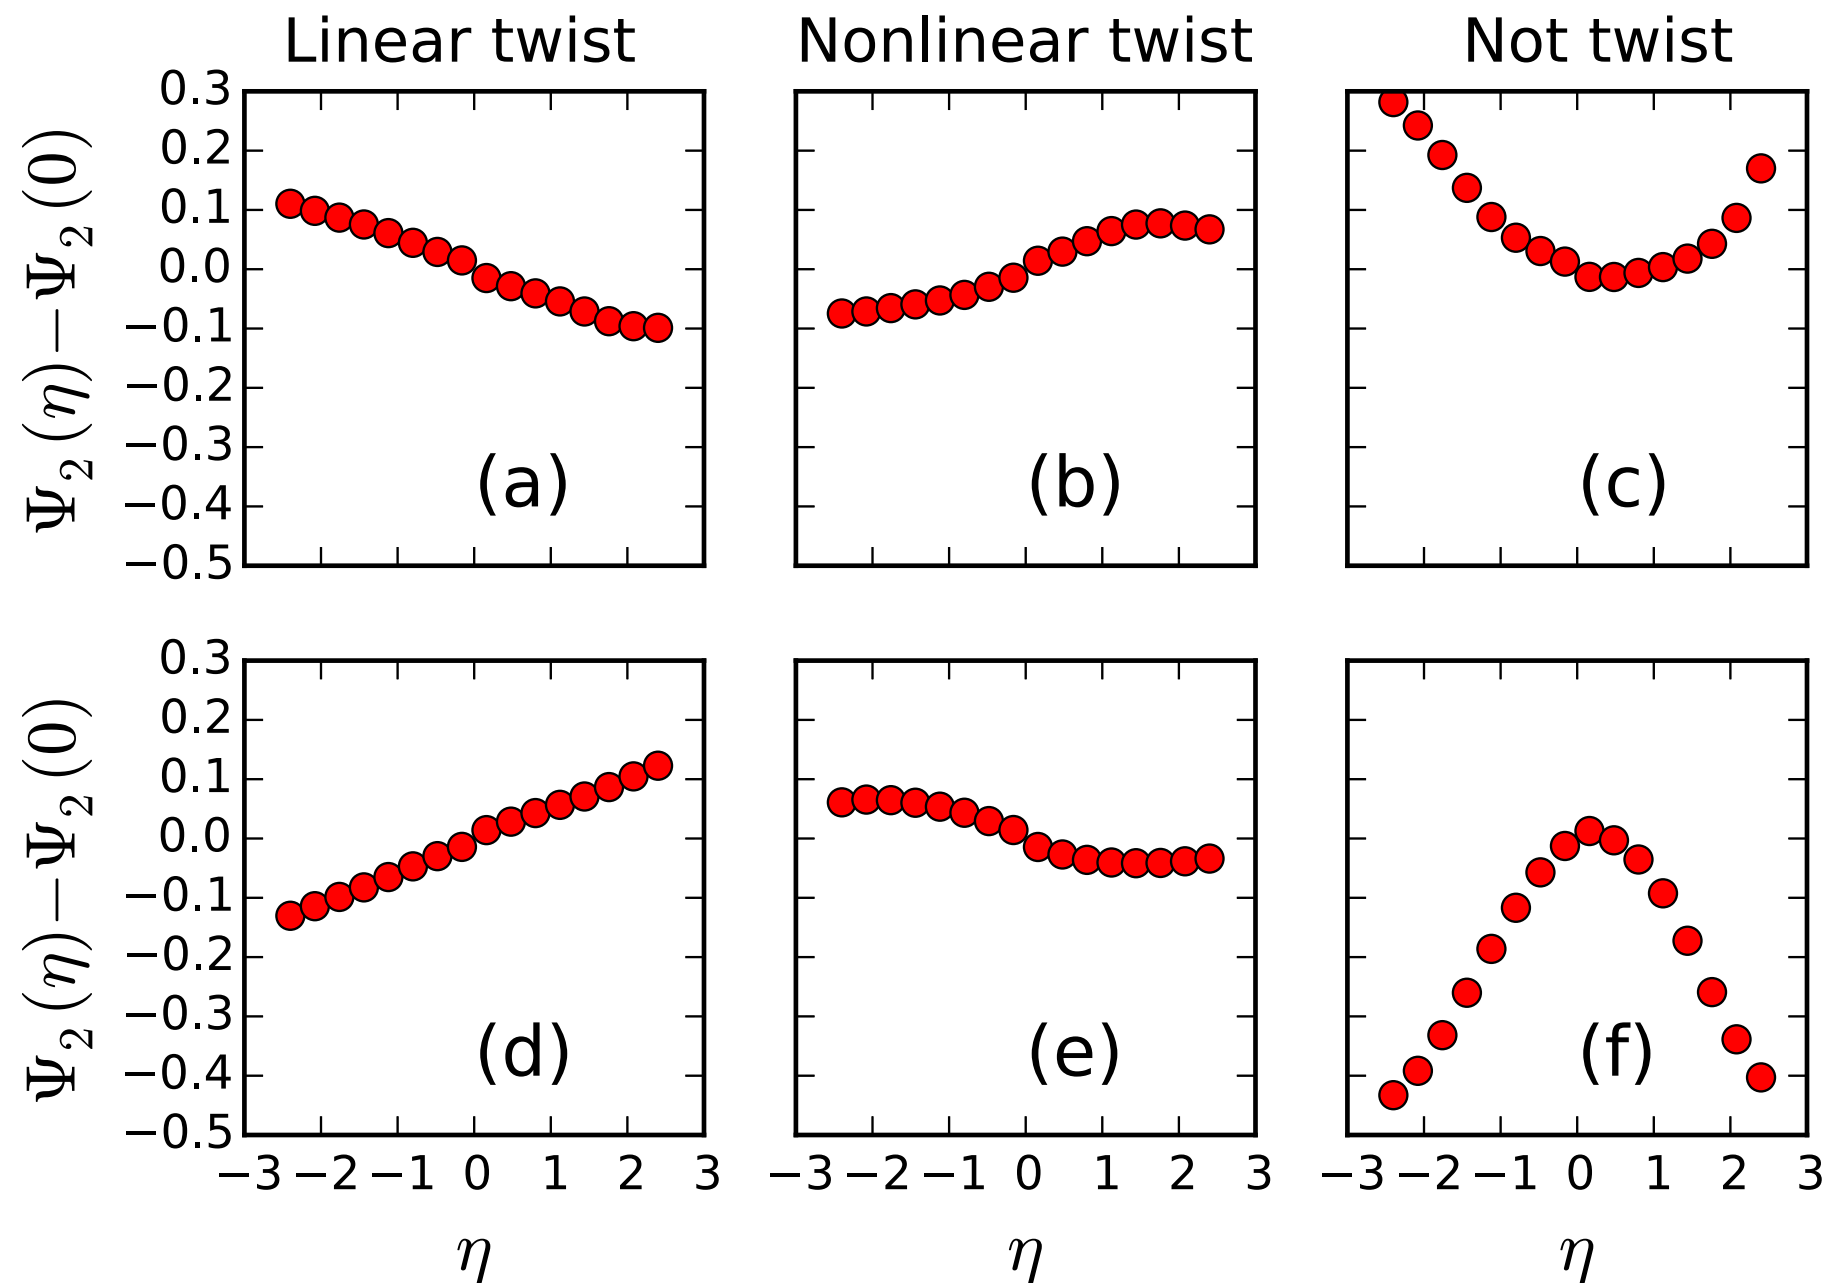 Linear twist Nonlinear twist Not twist
Ψ₂(η)−Ψ₂(0)
0.3
0.2
0.1
0.0
−0.1
−0.2
−0.3
−0.4
−0.5
(a) (b) (c)
Ψ₂(η)−Ψ₂(0)
0.3
0.2
0.1
0.0
−0.1
−0.2
−0.3
−0.4
−0.5
(d) (e) (f)
−3 −2 −1 0 1 2 3 −3 −2 −1 0 1 2 3 −3 −2 −1 0 1 2 3
η η η